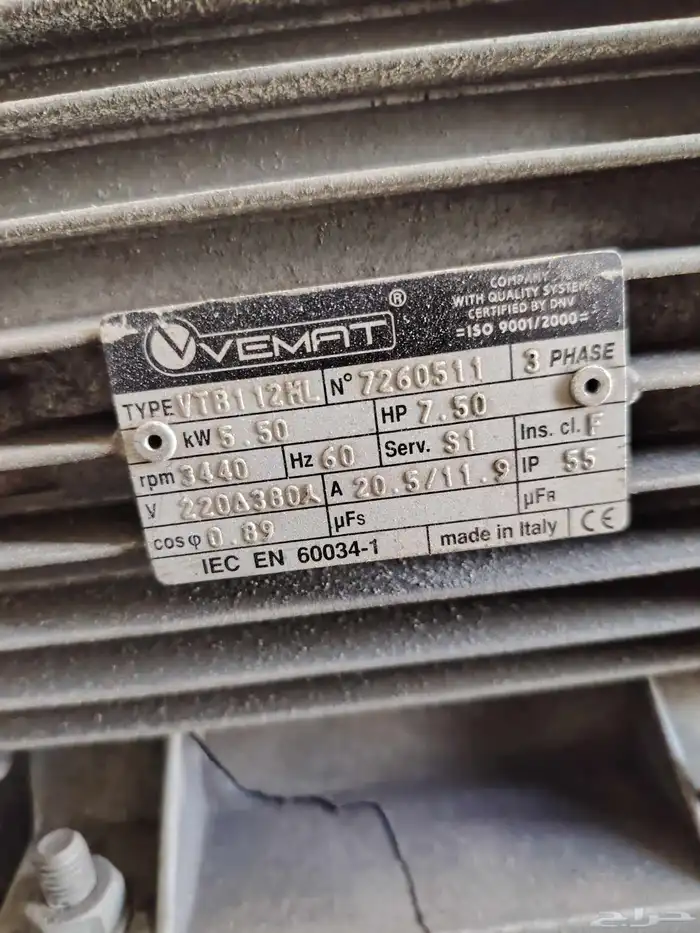 VEMAT ®
COMPANY
WITH QUALITY SYSTEM
CERTIFIED BY DNV
=ISO 9001/2000=
TYPE VTB112ML N° 7260511 3 PHASE
kW 5.50 HP 7.50
rpm 3440 Hz 60 Serv. S1 Ins. cl. F
V 220Δ380⅄ A 20.5/11.9 IP 55
cosφ 0.89 µFs µFR
IEC EN 60034-1 made in Italy CE
حراج